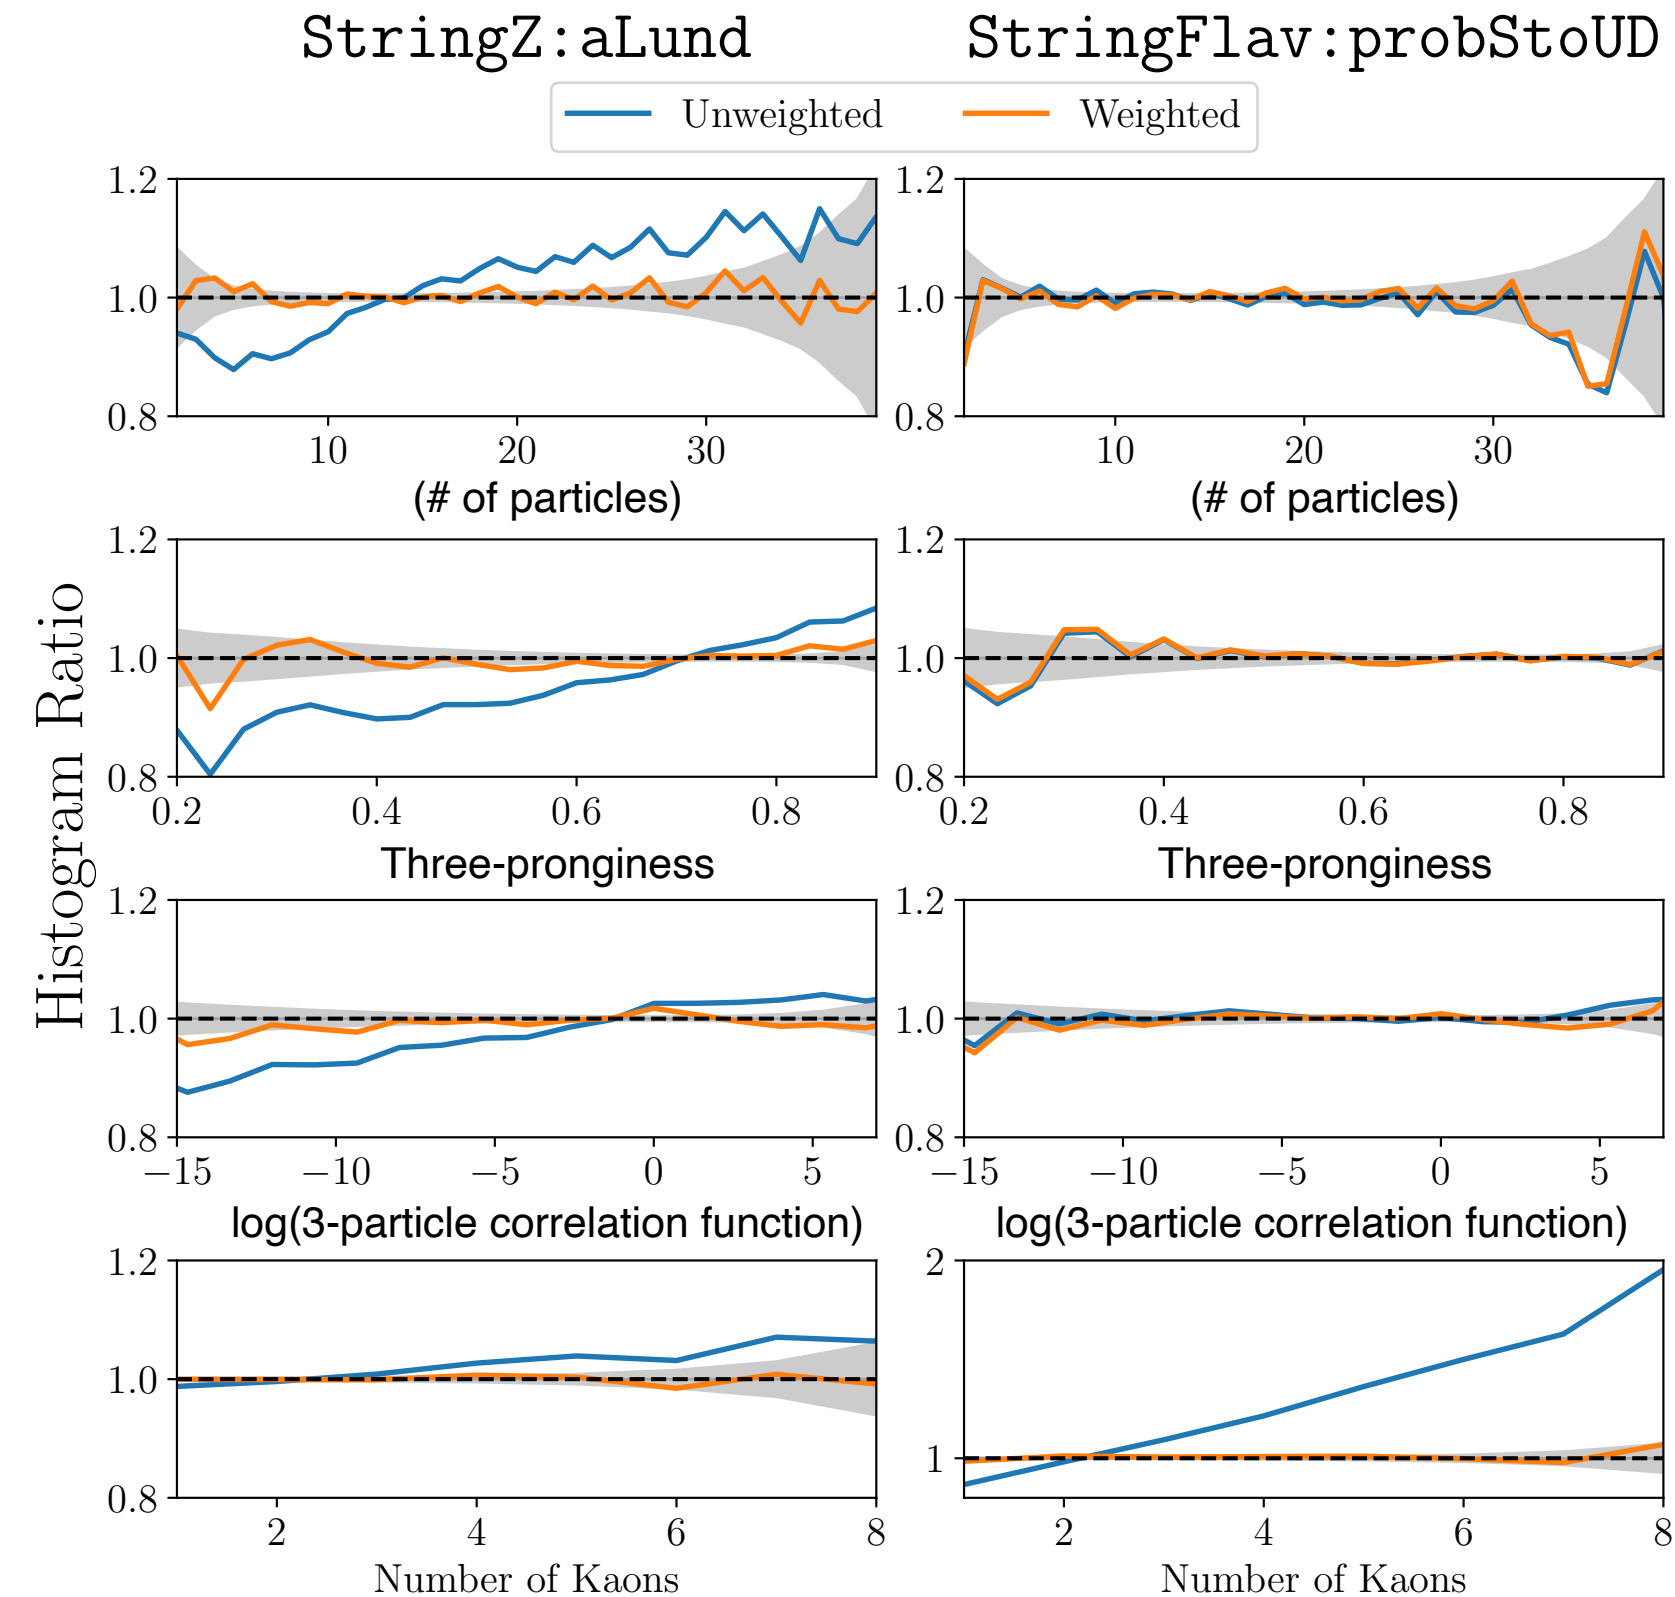 StringZ:aLund StringFlav:probStoUD
Unweighted Weighted
1.2 1.2
1.0 1.0
0.8 0.8
10 20 30 10 20 30
(# of particles) (# of particles)
1.2 1.2
Histogram Ratio
1.0 1.0
0.8 0.8
0.2 0.4 0.6 0.8 0.2 0.4 0.6 0.8
Three-pronginess Three-pronginess
1.2 1.2
1.0 1.0
0.8 0.8
−15 −10 −5 0 5 −15 −10 −5 0 5
log(3-particle correlation function) log(3-particle correlation function)
1.2 2
1.0 1
0.8
2 4 6 8 2 4 6 8
Number of Kaons Number of Kaons